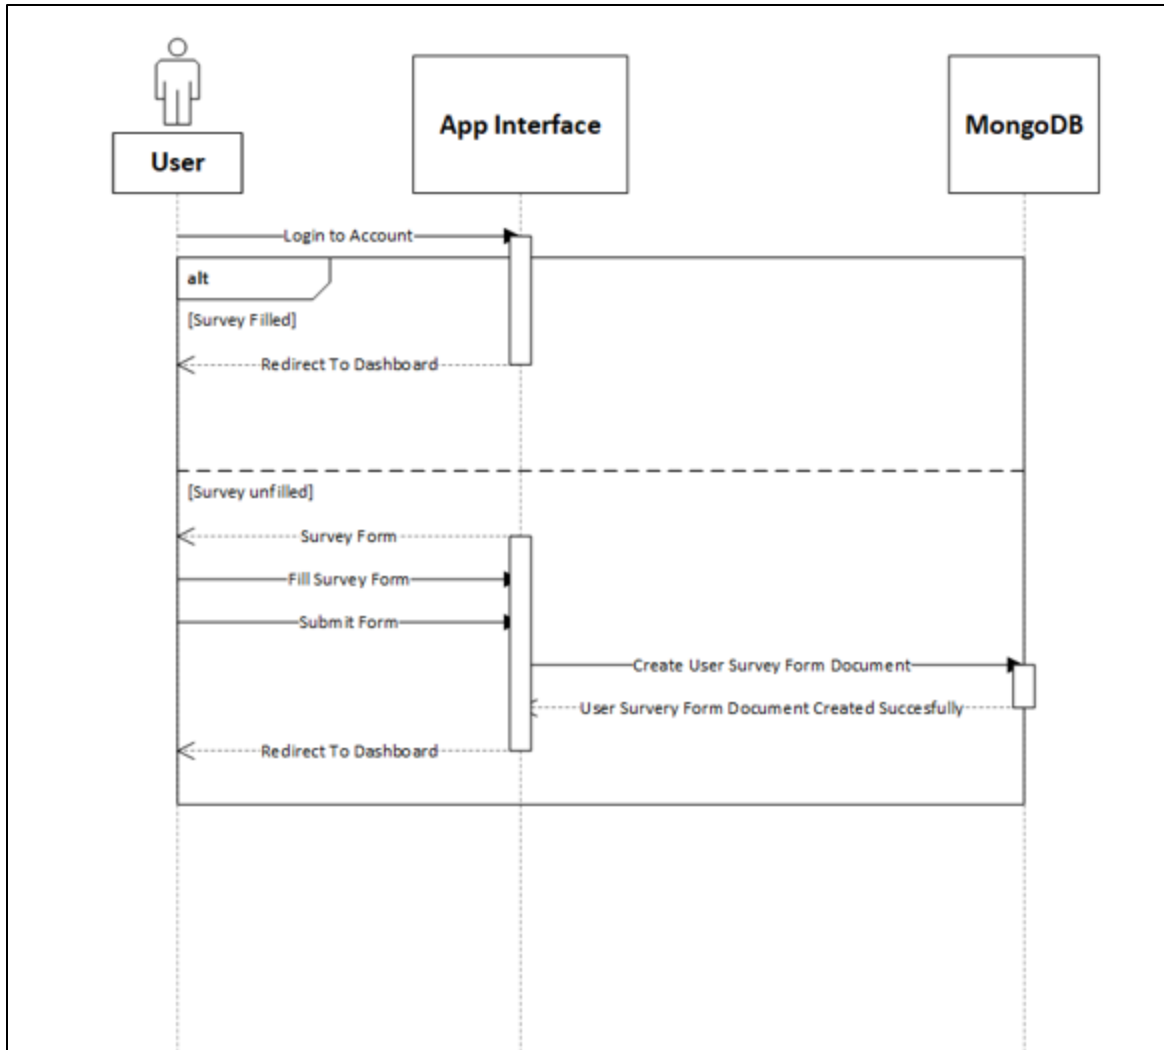 User
App Interface
MongoDB
Login to Account
alt
[Survey Filled]
Redirect To Dashboard
[Survey unfilled]
Survey Form
Fill Survey Form
Submit Form
Create User Survey Form Document
User Survery Form Document Created Succesfully
Redirect To Dashboard